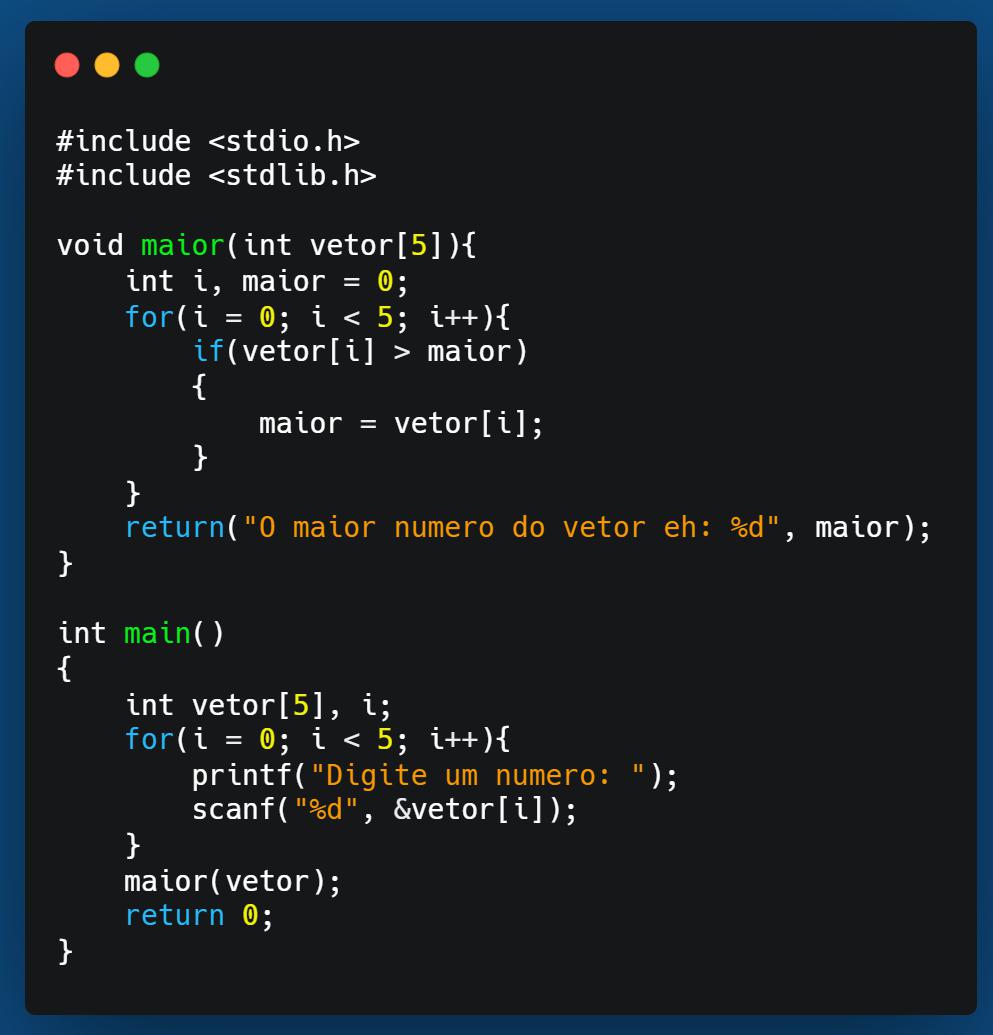 #include <stdio.h>
#include <stdlib.h>

void maior(int vetor[5]){
    int i, maior = 0;
    for(i = 0; i < 5; i++){
        if(vetor[i] > maior)
        {
            maior = vetor[i];
        }
    }
    return("O maior numero do vetor eh: %d", maior);
}

int main()
{
    int vetor[5], i;
    for(i = 0; i < 5; i++){
        printf("Digite um numero: ");
        scanf("%d", &vetor[i]);
    }
    maior(vetor);
    return 0;
}